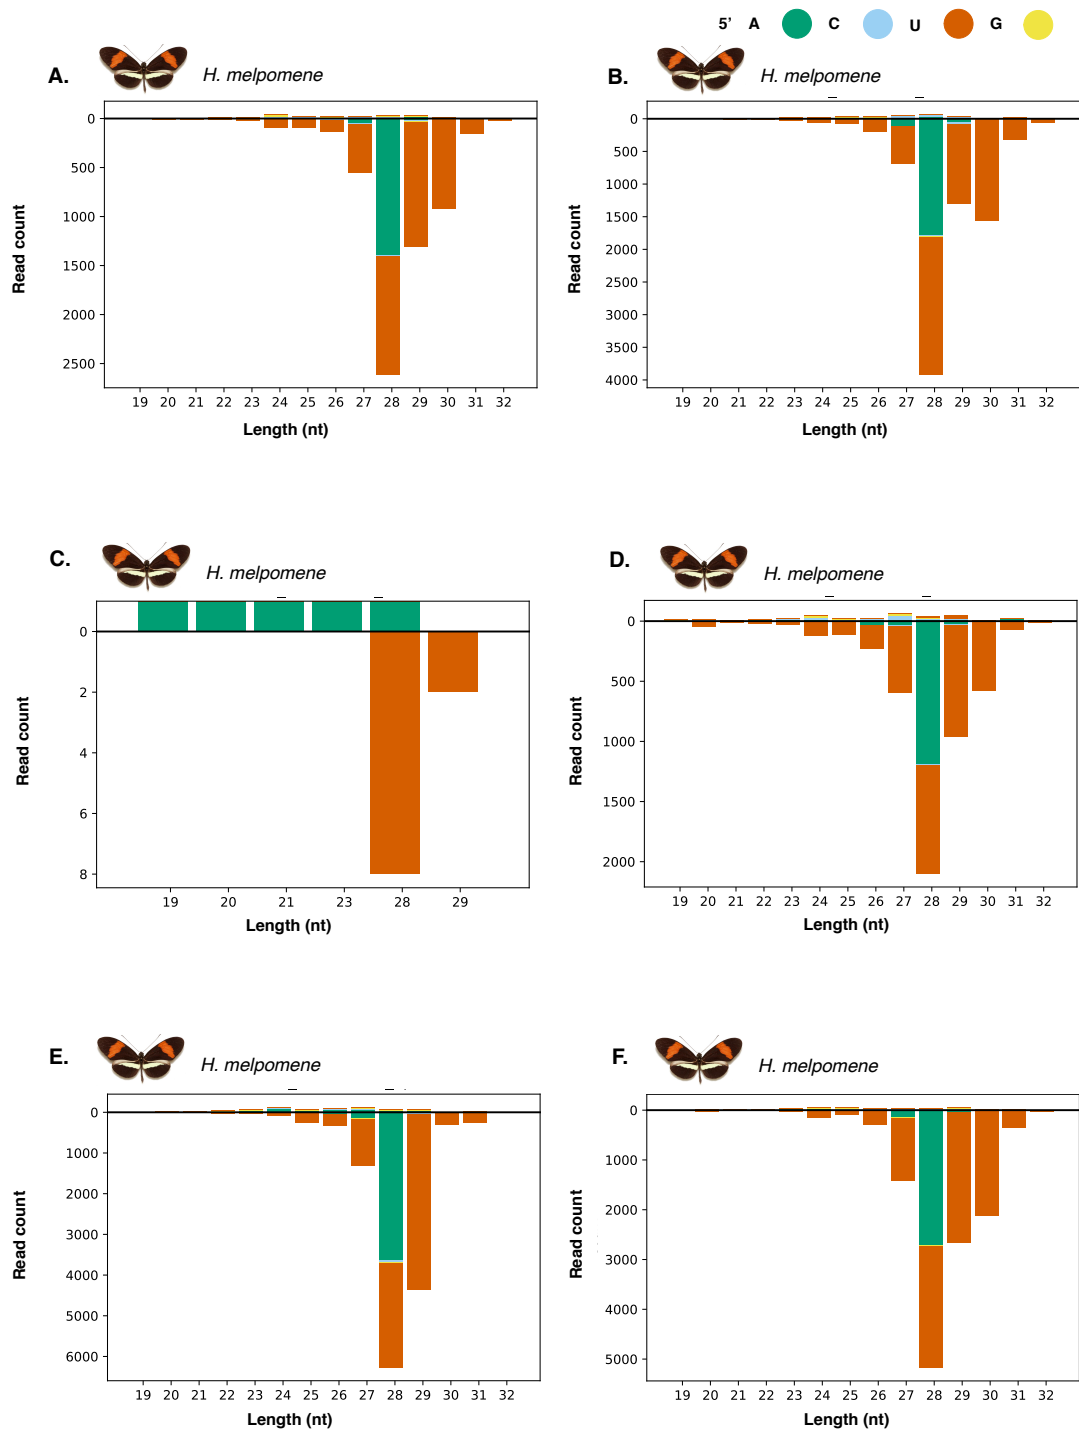 5’ A C U G
A. H. melpomene
0
500
1000
1500
2000
2500
Read count
19 20 21 22 23 24 25 26 27 28 29 30 31 32
Length (nt)
B. H. melpomene
0
500
1000
1500
2000
2500
3000
3500
4000
Read count
19 20 21 22 23 24 25 26 27 28 29 30 31 32
Length (nt)
C. H. melpomene
0
2
4
6
8
Read count
19 20 21 23 28 29
Length (nt)
D. H. melpomene
0
500
1000
1500
2000
Read count
19 20 21 22 23 24 25 26 27 28 29 30 31 32
Length (nt)
E. H. melpomene
0
1000
2000
3000
4000
5000
6000
Read count
19 20 21 22 23 24 25 26 27 28 29 30 31 32
Length (nt)
F. H. melpomene
0
1000
2000
3000
4000
5000
Read count
19 20 21 22 23 24 25 26 27 28 29 30 31 32
Length (nt)